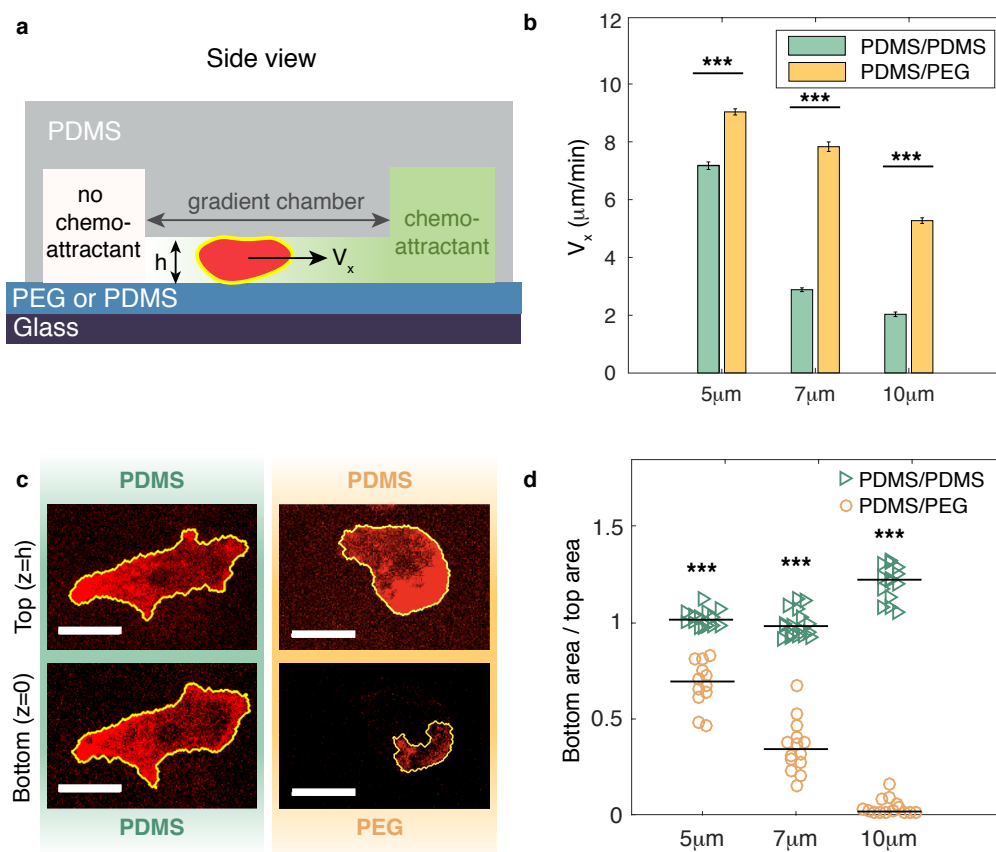 a
Side view
PDMS
no
chemo-
attractant
gradient chamber
chemo-
attractant
h
Vx
PEG or PDMS
Glass
b
PDMS/PDMS
PDMS/PEG
***
***
***
Vx (μm/min)
10
8
6
4
2
0
5μm
7μm
10μm
c
PDMS
PDMS
Top (z=h)
Bottom (z=0)
PDMS
PEG
d
PDMS/PDMS
PDMS/PEG
***
***
***
Bottom area / top area
1.5
1
0.5
0
5μm
7μm
10μm